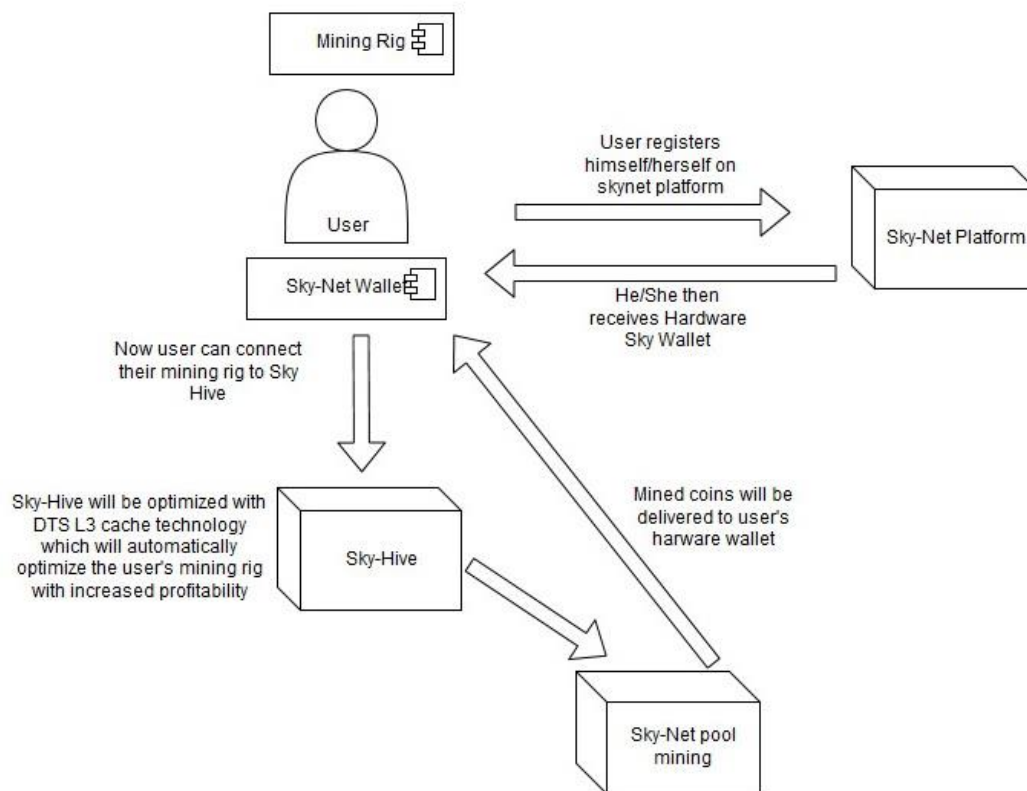 Mining Rig
User
User registers
himself/herself on
skynet platform
Sky-Net Platform
Sky-Net Wallet
He/She then
receives Hardware
Sky Wallet
Now user can connect
their mining rig to Sky
Hive
Sky-Hive will be optimized with
DTS L3 cache technology
which will automatically
optimize the user's mining rig
with increased profitability
Sky-Hive
Mined coins will be
delivered to user's
harware wallet
Sky-Net pool
mining